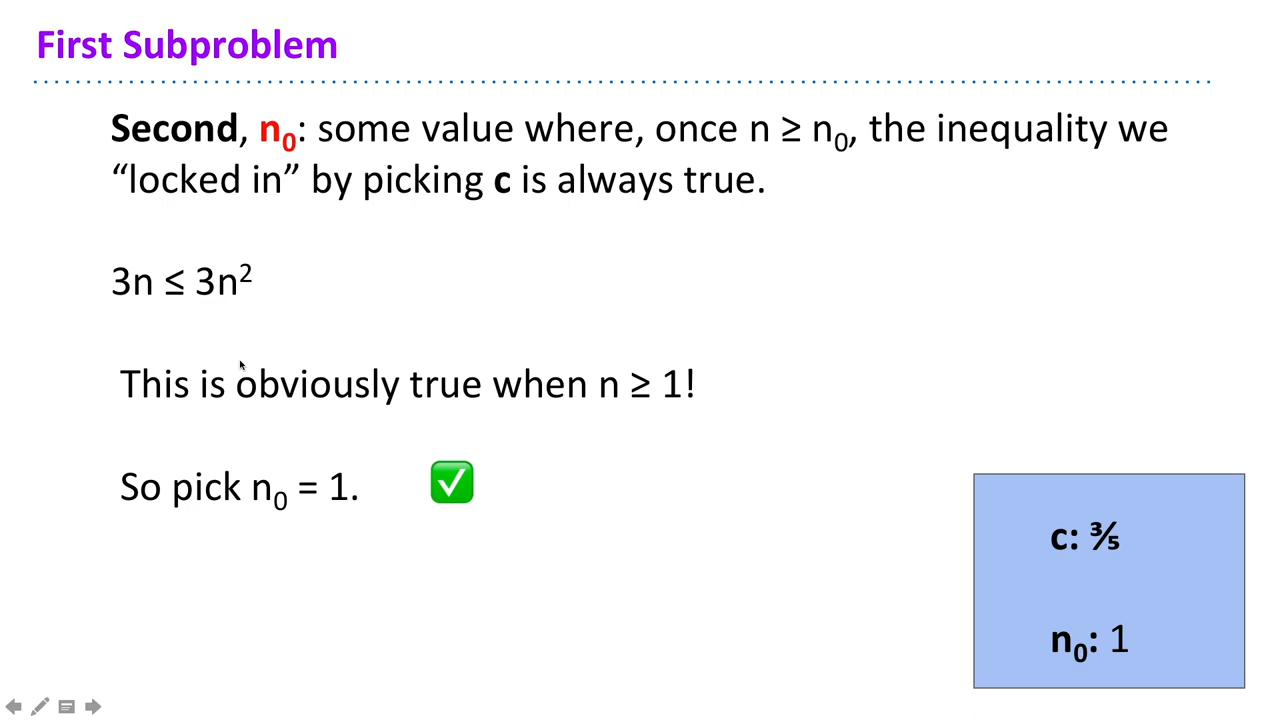 First Subproblem
Second, n₀: some value where, once n ≥ n₀, the inequality we
“locked in” by picking c is always true.
3n ≤ 3n²
This is obviously true when n ≥ 1!
So pick n₀ = 1. ✅
c: ⅗
n₀: 1